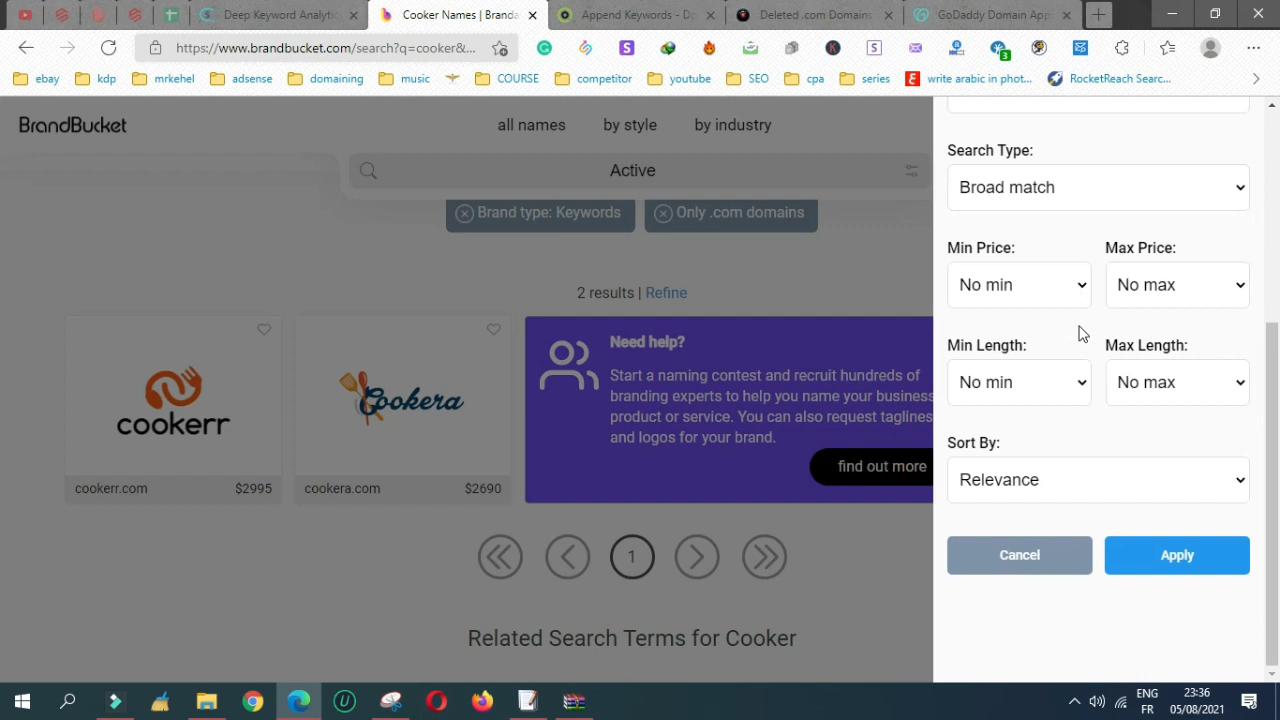 Deep Keyword Analytic
Cooker Names | Branda
Append Keywords - Do
Deleted .com Domains
GoDaddy Domain App
https://www.brandbucket.com/search?q=cooker&...
3
ebay
kdp
mrkehel
adsense
domaining
music
COURSE
competitor
youtube
SEO
cpa
series
write arabic in phot...
RocketReach Searc...
BrandBucket
all names
by style
by industry
Active
Brand type: Keywords
Only .com domains
2 results | Refine
cookerr
cookerr.com
$2995
Cookera
cookera.com
$2690
Need help?
Start a naming contest and recruit hundreds of
branding experts to help you name your business
product or service. You can also request taglines
and logos for your brand.
find out more
1
Related Search Terms for Cooker
Search Type:
Broad match
Min Price:
Max Price:
No min
No max
Min Length:
Max Length:
No min
No max
Sort By:
Relevance
Cancel
Apply
ENG
FR
23:36
05/08/2021